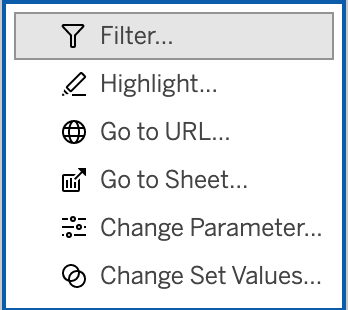 Filter...
Highlight...
Go to URL...
Go to Sheet...
Change Parameter...
Change Set Values...